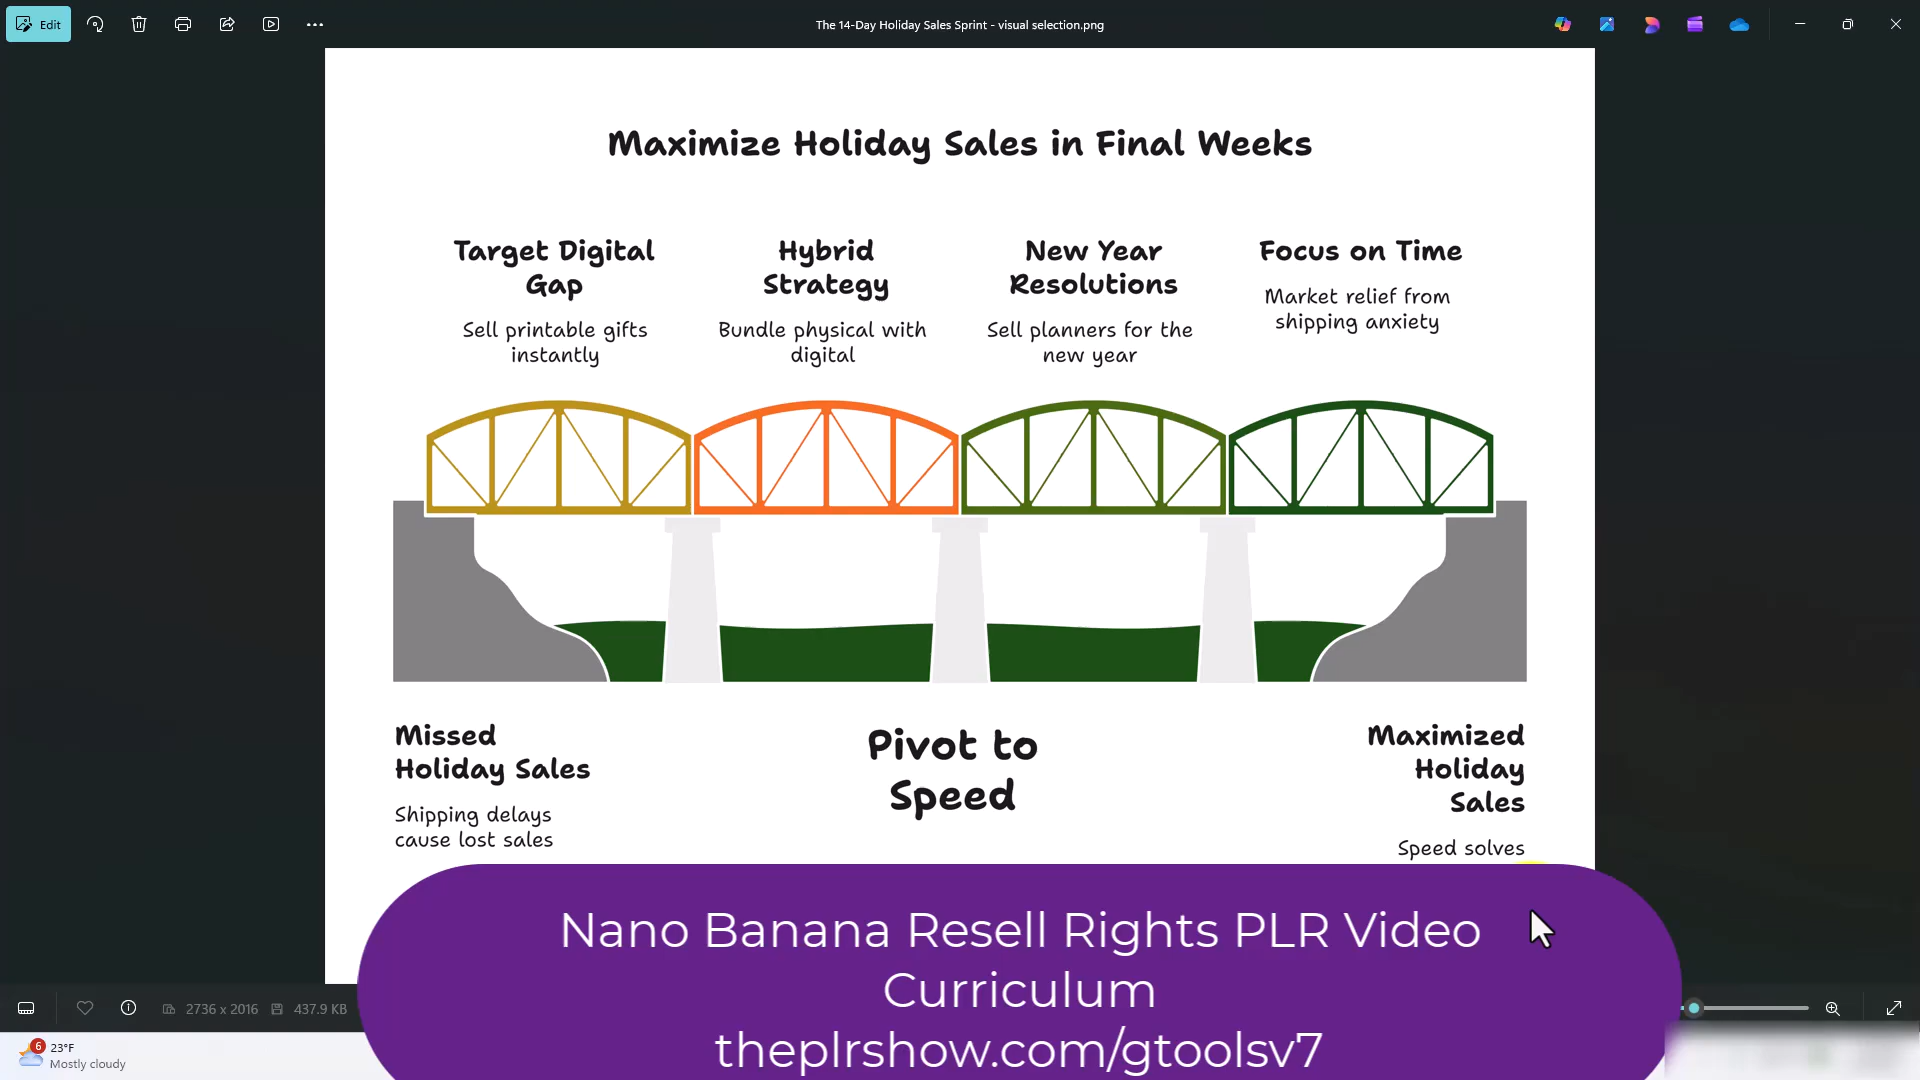 Edit
The 14-Day Holiday Sales Sprint - visual selection.png
Maximize Holiday Sales in Final Weeks
Target Digital
Gap
Sell printable gifts
instantly
Hybrid
Strategy
Bundle physical with
digital
New Year
Resolutions
Sell planners for the
new year
Focus on Time
Market relief from
shipping anxiety
Missed
Holiday Sales
Shipping delays
cause lost sales
Pivot to
Speed
Maximized
Holiday
Sales
Speed solves
Nano Banana Resell Rights PLR Video
Curriculum
theplrshow.com/gtoolsv7
2736 x 2016
437.9 KB
6
23°F
Mostly cloudy